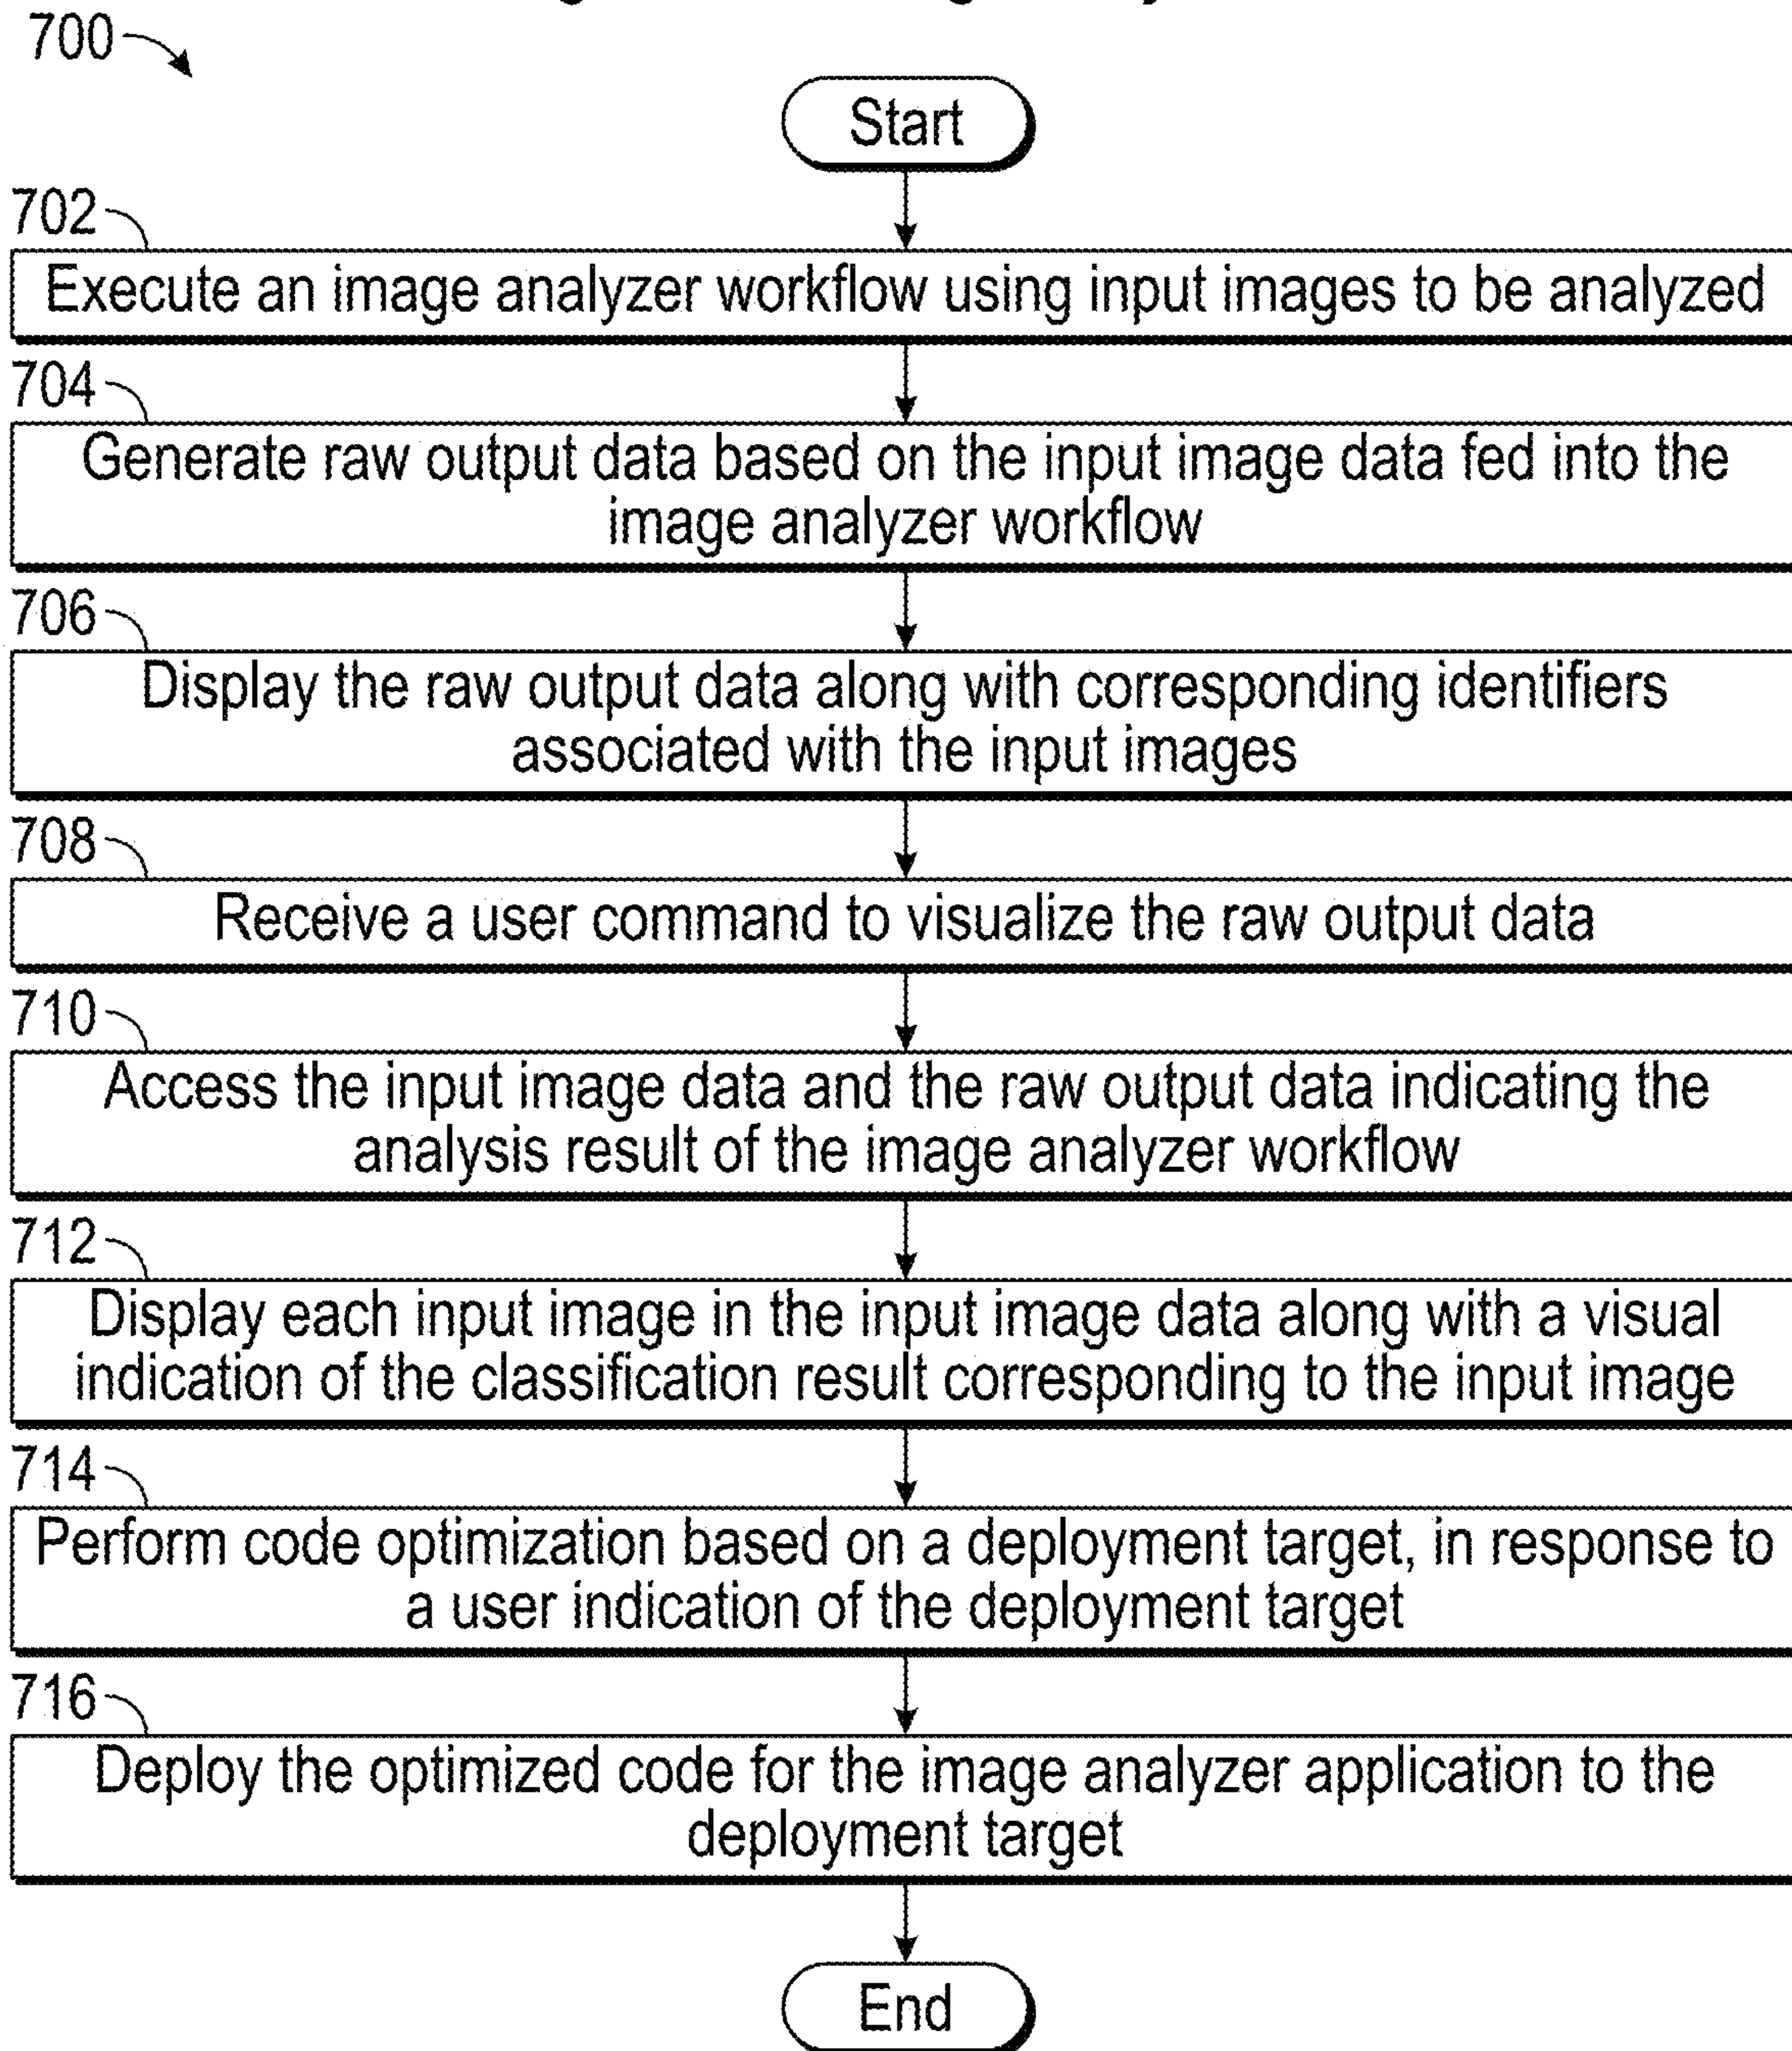 700
Start
702
Execute an image analyzer workflow using input images to be analyzed
704
Generate raw output data based on the input image data fed into the
image analyzer workflow
706
Display the raw output data along with corresponding identifiers
associated with the input images
708
Receive a user command to visualize the raw output data
710
Access the input image data and the raw output data indicating the
analysis result of the image analyzer workflow
712
Display each input image in the input image data along with a visual
indication of the classification result corresponding to the input image
714
Perform code optimization based on a deployment target, in response to
a user indication of the deployment target
716
Deploy the optimized code for the image analyzer application to the
deployment target
End